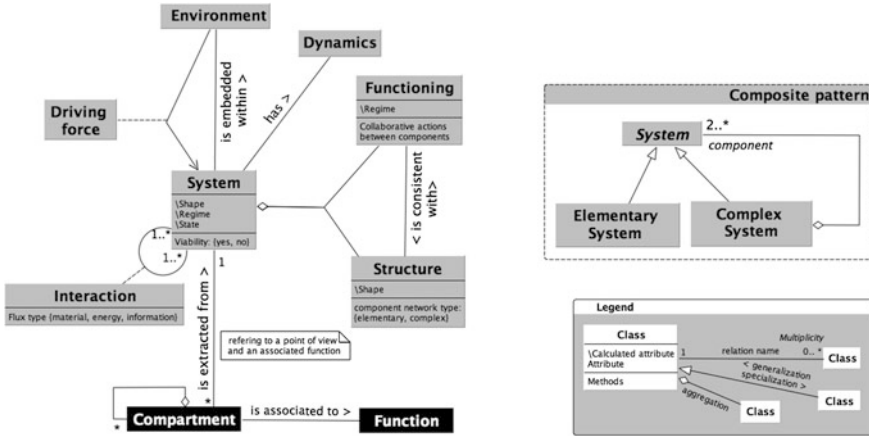 Environment
Dynamics
Driving
force
is embedded
within >
has >
Functioning
\Regime
Collaborative actions
between components
System
\Shape
\Regime
\State
Viability: (yes, no)
< is consistent
with>
1..*
1..*
1
Interaction
Flux type (material, energy, information)
is extracted from >
Structure
\Shape
component network type:
(elementary, complex)
refering to a point of view
and an associated function
*
*
Compartment
is associated to >
Function
Composite pattern
System
2..*
component
Elementary
System
Complex
System
Legend
Class
\Calculated attribute
Attribute
Methods
1
relation name
Multiplicity
0.. *
Class
< generalization
specialization >
Class
aggregation
Class